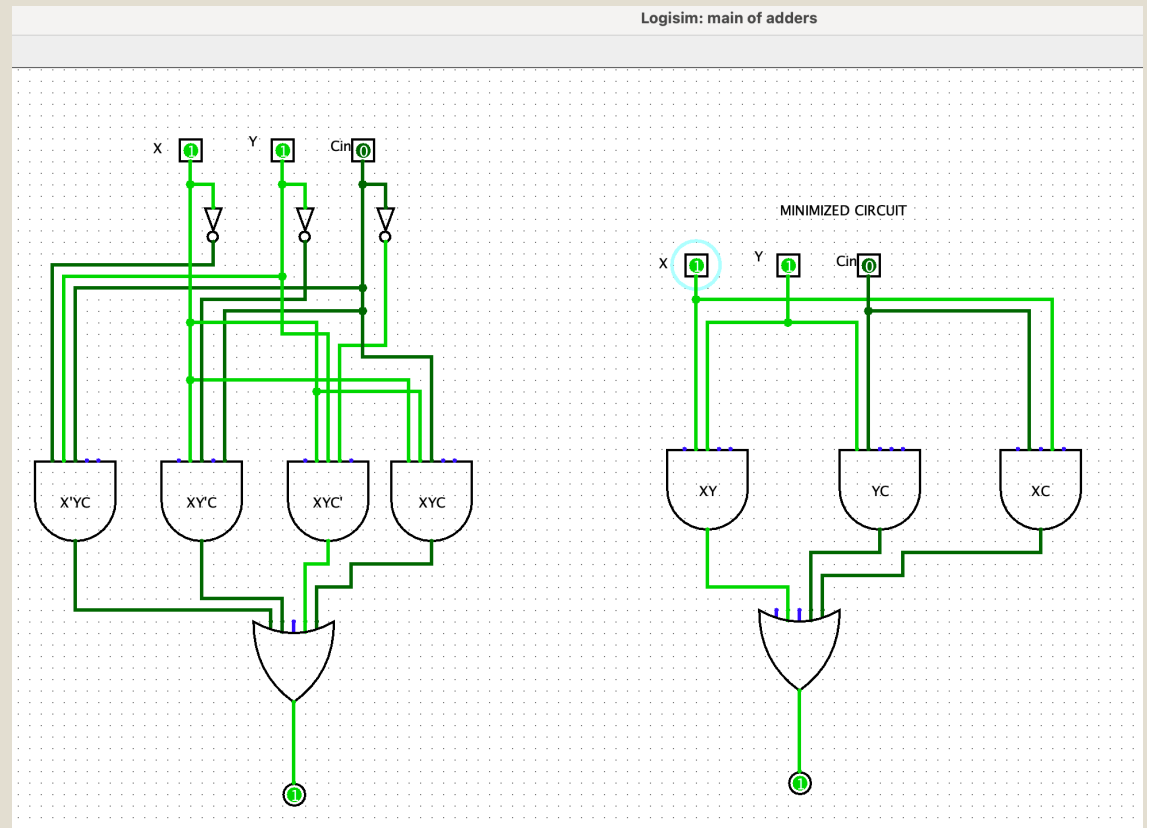 Logisim: main of adders
X 1 Y 1 Cin 0
MINIMIZED CIRCUIT
X 1 Y 1 Cin 0
X'YC XY'C XYC' XYC
XY YC XC
1
1